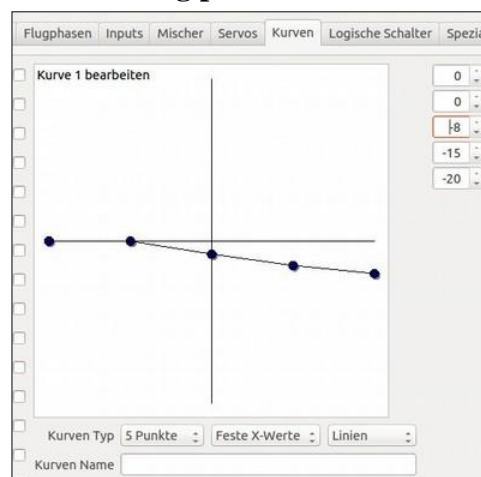 Flugphasen Inputs Mischer Servos Kurven Logische Schalter Spezia
Kurve 1 bearbeiten
0
0
-8
-15
-20
Kurven Typ 5 Punkte Feste X-Werte Linien
Kurven Name